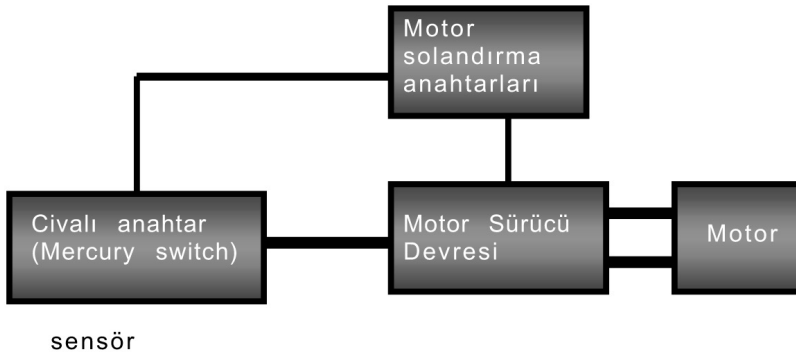 Motor
solandırma
anahtarları
Civalı anahtar
(Mercury switch)
Motor Sürücü
Devresi
Motor
sensör